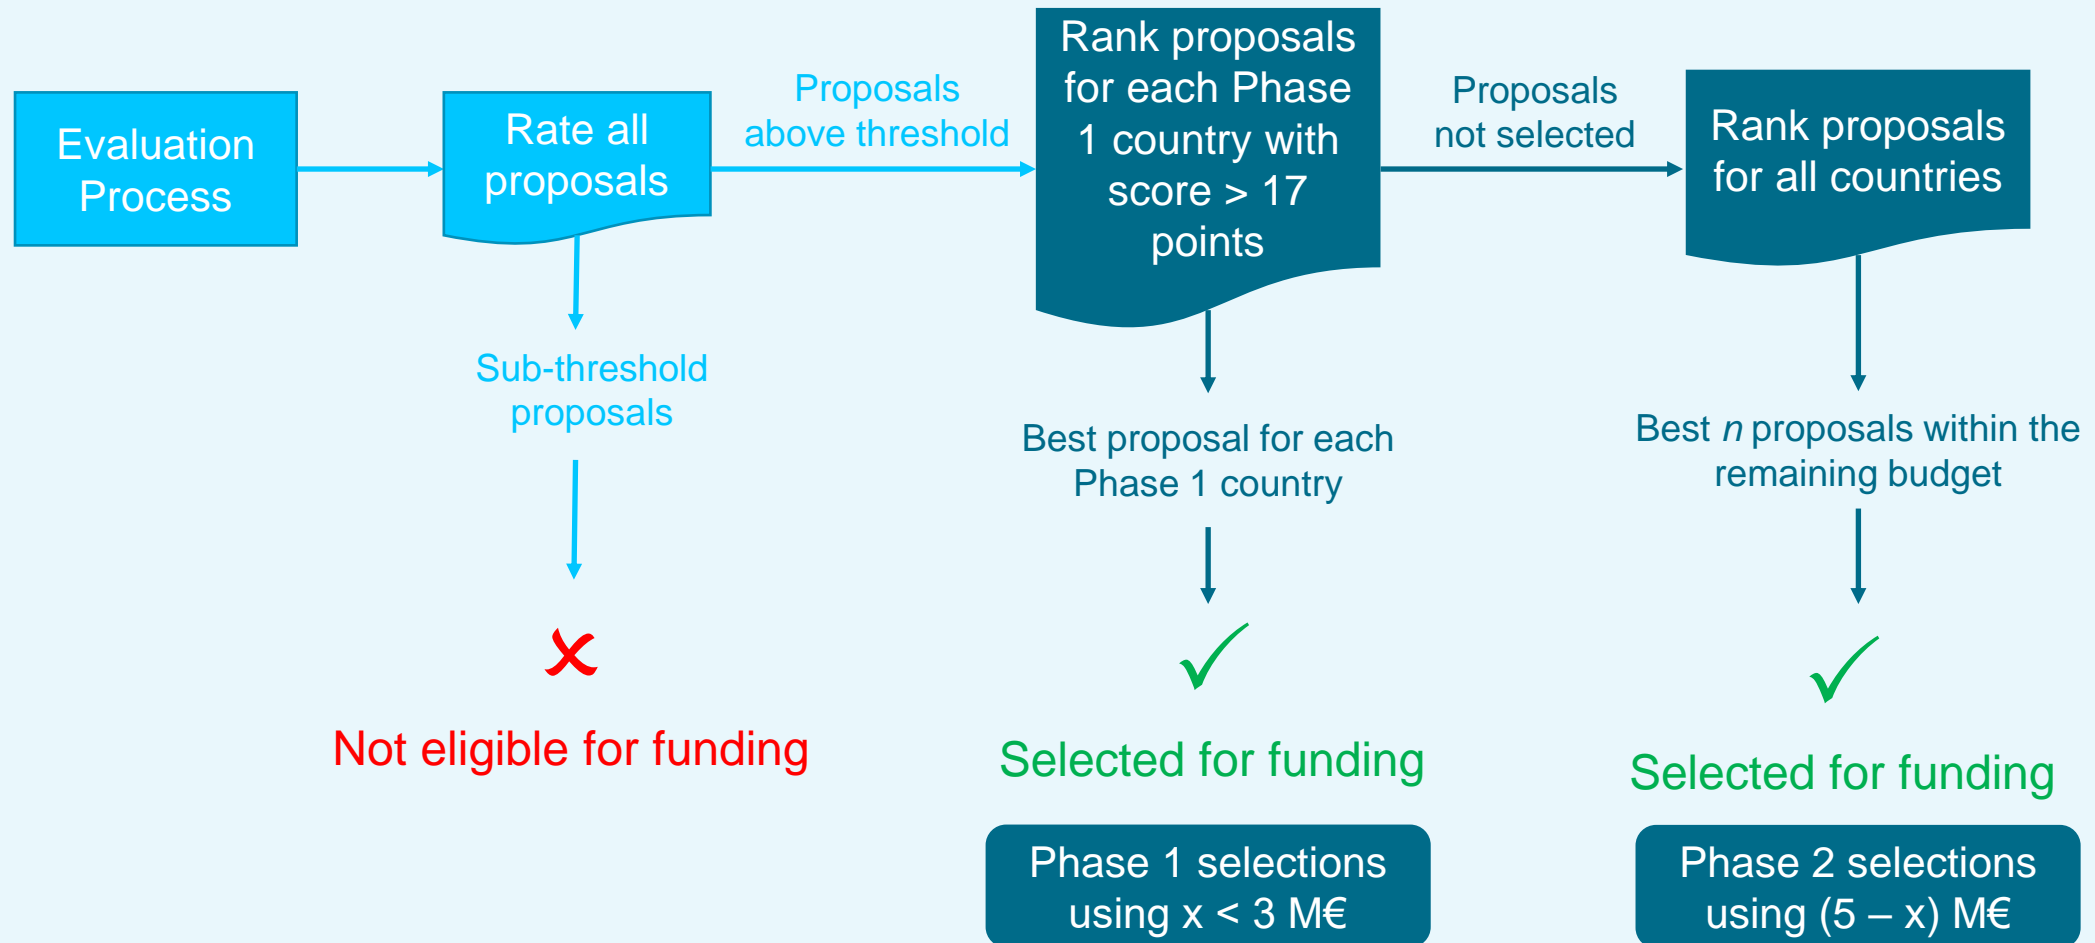 Evaluation
Process
Rate all
proposals
Proposals
above threshold
Rank proposals
for each Phase
1 country with
score > 17
points
Proposals
not selected
Rank proposals
for all countries
Sub-threshold
proposals
Best proposal for each
Phase 1 country
Best n proposals within the
remaining budget
Not eligible for funding
Selected for funding
Selected for funding
Phase 1 selections
using x < 3 M€
Phase 2 selections
using (5 – x) M€